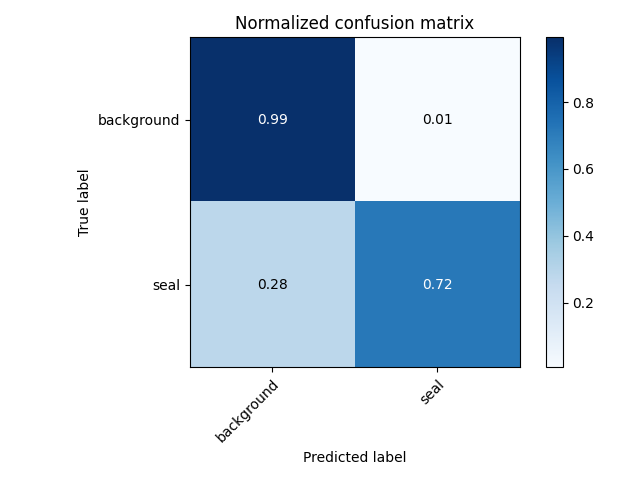 Normalized confusion matrix
True label
background
0.99
0.01
seal
0.28
0.72
background
seal
Predicted label
0.8
0.6
0.4
0.2